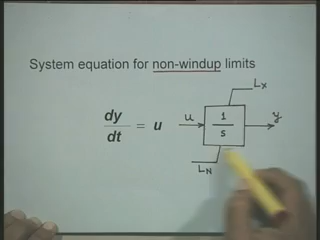 System equation for non-windup limits
dy/dt = u
Lx
u
1/s
y
LN